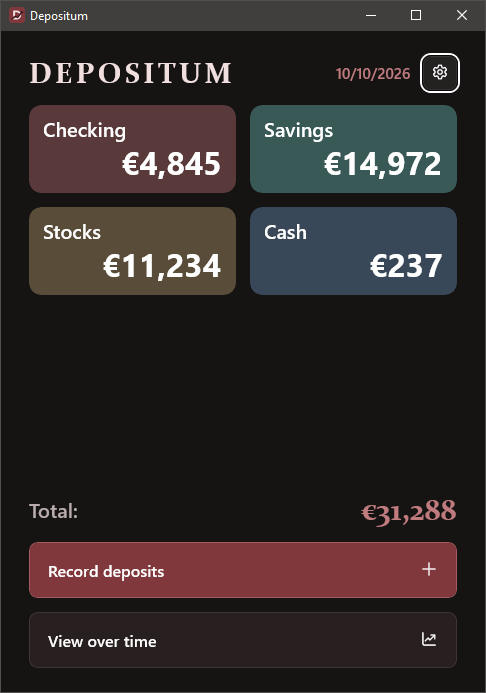 Depositum
DEPOSITUM 10/10/2026
Checking Savings
€4,845 €14,972
Stocks Cash
€11,234 €237
Total: €31,288
Record deposits
View over time